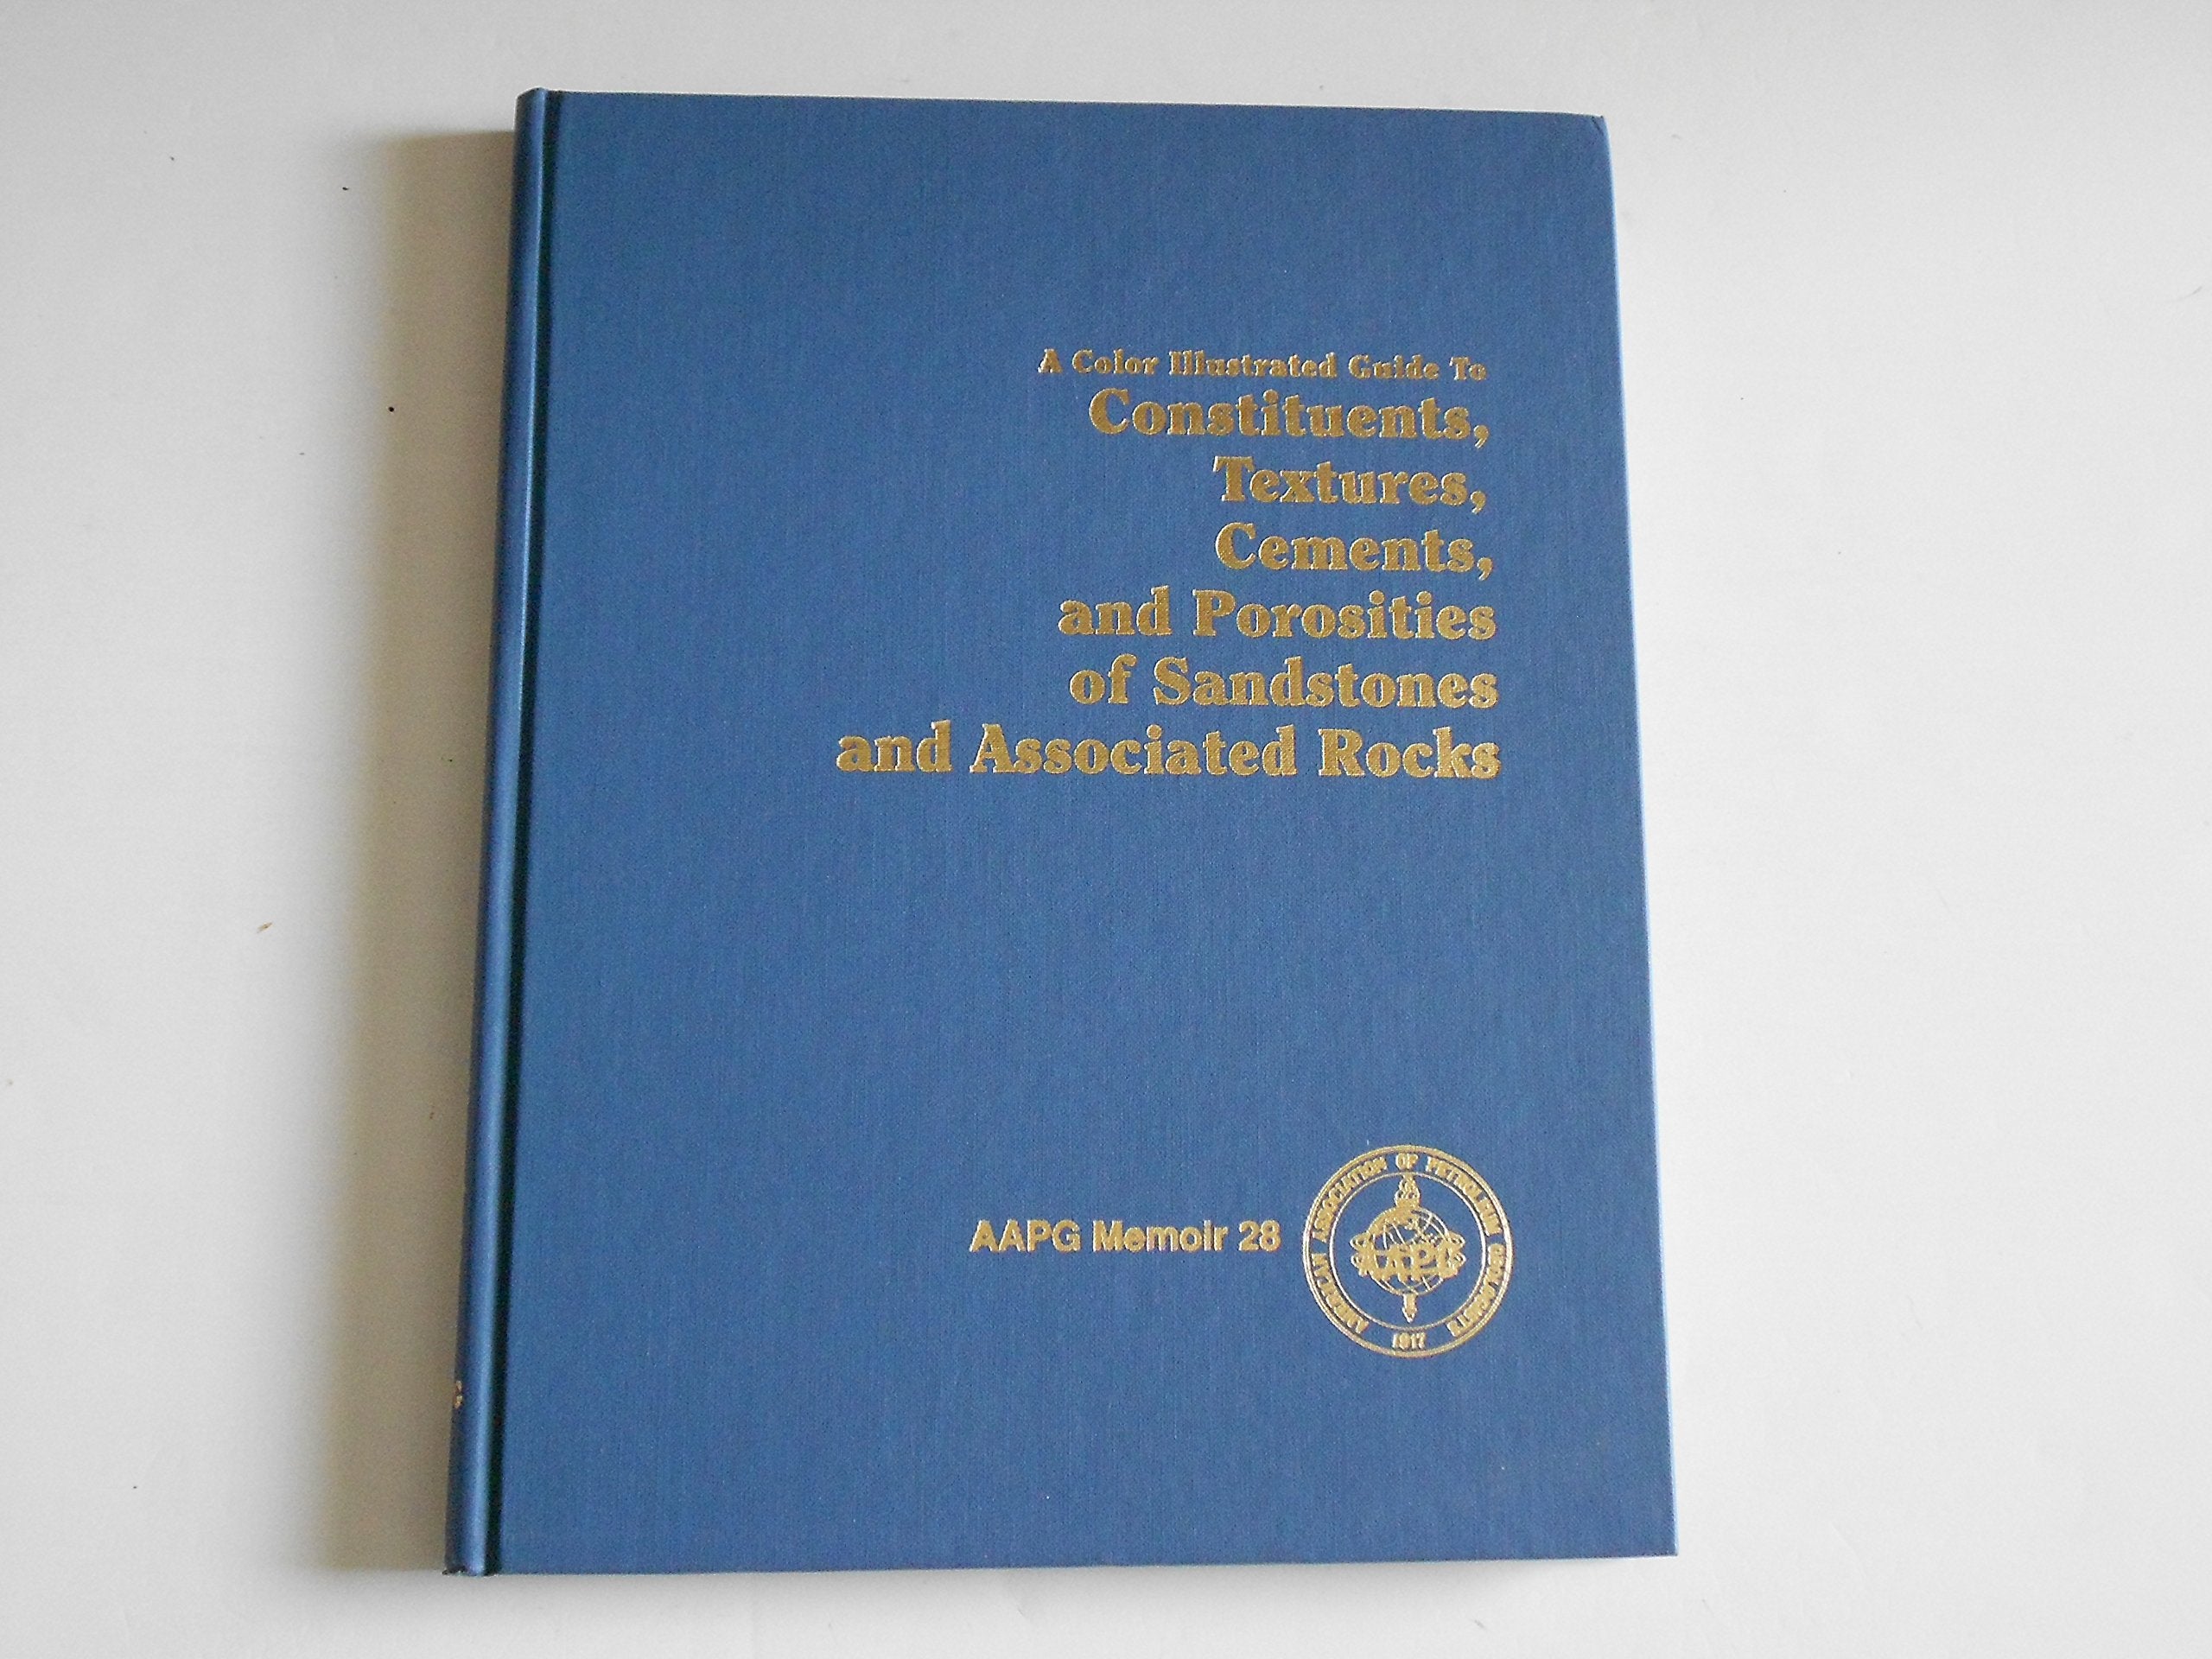 A Color Illustrated Guide To
Constituents,
Textures,
Cements,
and Porosities
of Sandstones
and Associated Rocks
AAPG Memoir 28
AMERICAN ASSOCIATION OF PETROLEUM GEOLOGISTS
AAPG
1917
G